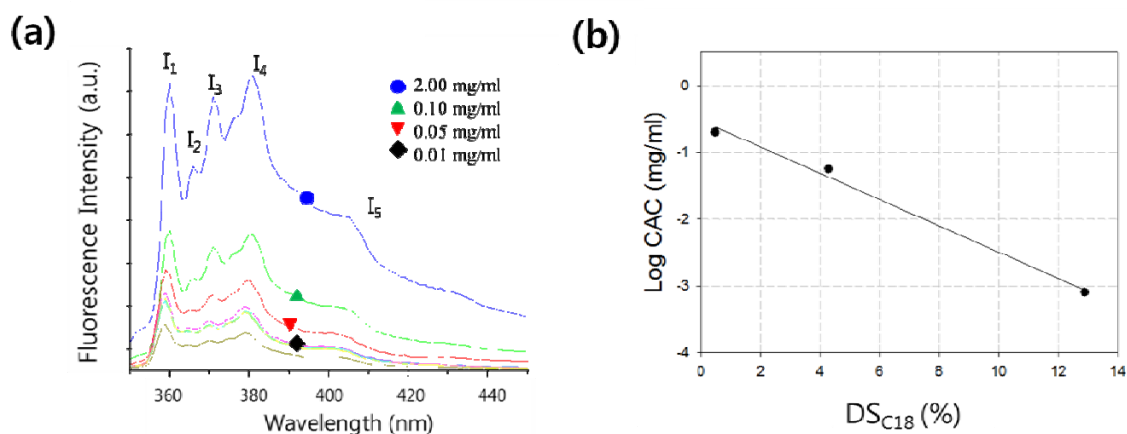 (a)
I1
I2
I3
I4
I5
2.00 mg/ml
0.10 mg/ml
0.05 mg/ml
0.01 mg/ml
Fluorescence Intensity (a.u.)
360 380 400 420 440
Wavelength (nm)
(b)
0
-1
-2
-3
-4
Log CAC (mg/ml)
0 2 4 6 8 10 12 14
DSC18 (%)